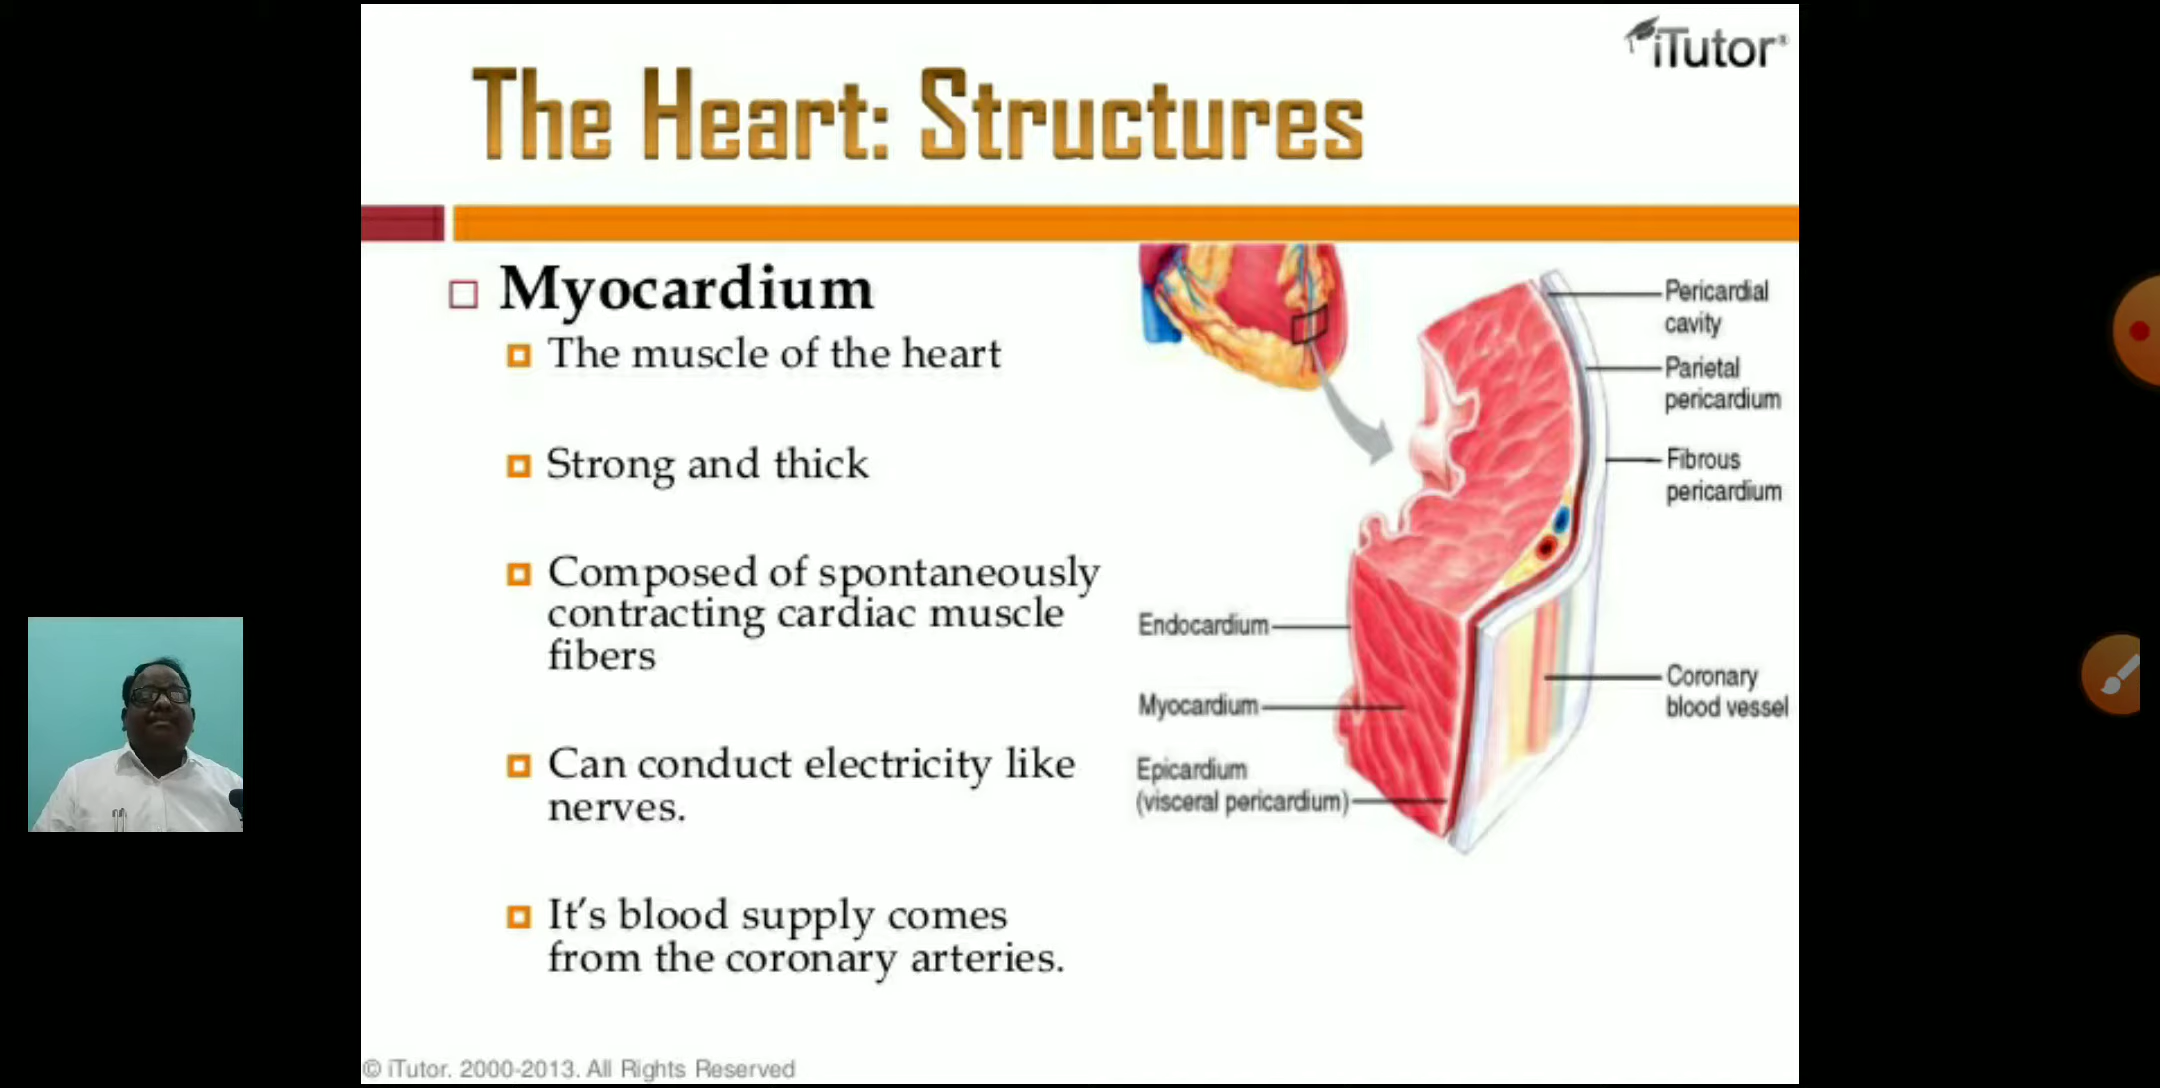 iTutor®
The Heart: Structures
Myocardium
The muscle of the heart
Strong and thick
Composed of spontaneously
contracting cardiac muscle
fibers
Can conduct electricity like
nerves.
It's blood supply comes
from the coronary arteries.
Pericardial
cavity
Parietal
pericardium
Fibrous
pericardium
Endocardium
Myocardium
Epicardium
(visceral pericardium)
Coronary
blood vessel
© iTutor. 2000-2013. All Rights Reserved